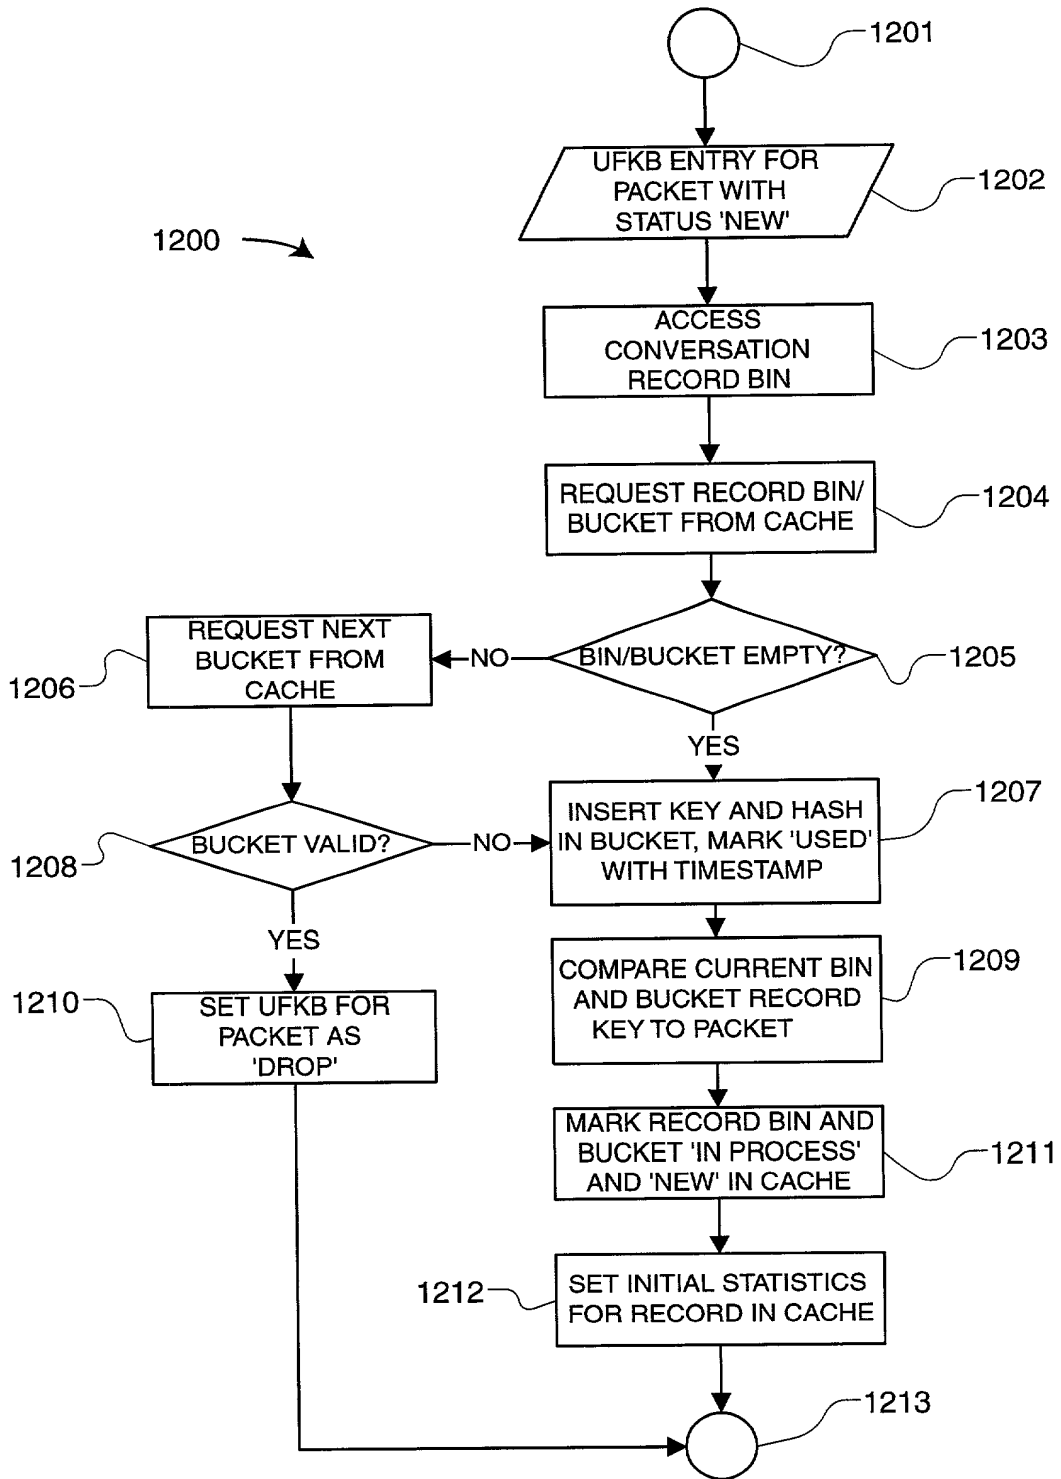 1201
UFKB ENTRY FOR
PACKET WITH
STATUS 'NEW'
1202
1200
ACCESS
CONVERSATION
RECORD BIN
1203
REQUEST RECORD BIN/
BUCKET FROM CACHE
1204
BIN/BUCKET EMPTY?
1205
NO
REQUEST NEXT
BUCKET FROM
CACHE
1206
YES
INSERT KEY AND HASH
IN BUCKET, MARK 'USED'
WITH TIMESTAMP
1207
BUCKET VALID?
1208
NO
YES
COMPARE CURRENT BIN
AND BUCKET RECORD
KEY TO PACKET
1209
1210
SET UFKB FOR
PACKET AS
'DROP'
MARK RECORD BIN AND
BUCKET 'IN PROCESS'
AND 'NEW' IN CACHE
1211
1212
SET INITIAL STATISTICS
FOR RECORD IN CACHE
1213